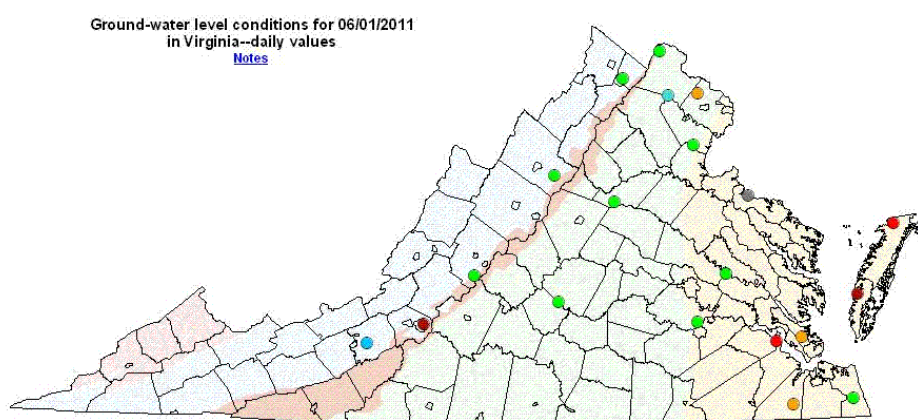 Ground-water level conditions for 06/01/2011
in Virginia--daily values
Notes